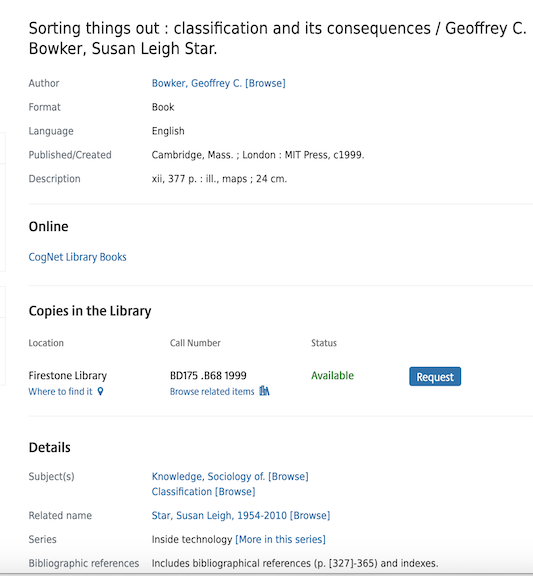 Sorting things out : classification and its consequences / Geoffrey C.
Bowker, Susan Leigh Star.
Author Bowker, Geoffrey C. [Browse]
Format Book
Language English
Published/Created Cambridge, Mass. ; London : MIT Press, c1999.
Description xii, 377 p. : ill., maps ; 24 cm.
Online
CogNet Library Books
Copies in the Library
Location Call Number Status
Firestone Library BD175 .B68 1999 Available Request
Where to find it Browse related items
Details
Subject(s) Knowledge, Sociology of. [Browse]
Classification [Browse]
Related name Star, Susan Leigh, 1954-2010 [Browse]
Series Inside technology [More in this series]
Bibliographic references Includes bibliographical references (p. [327]-365) and indexes.